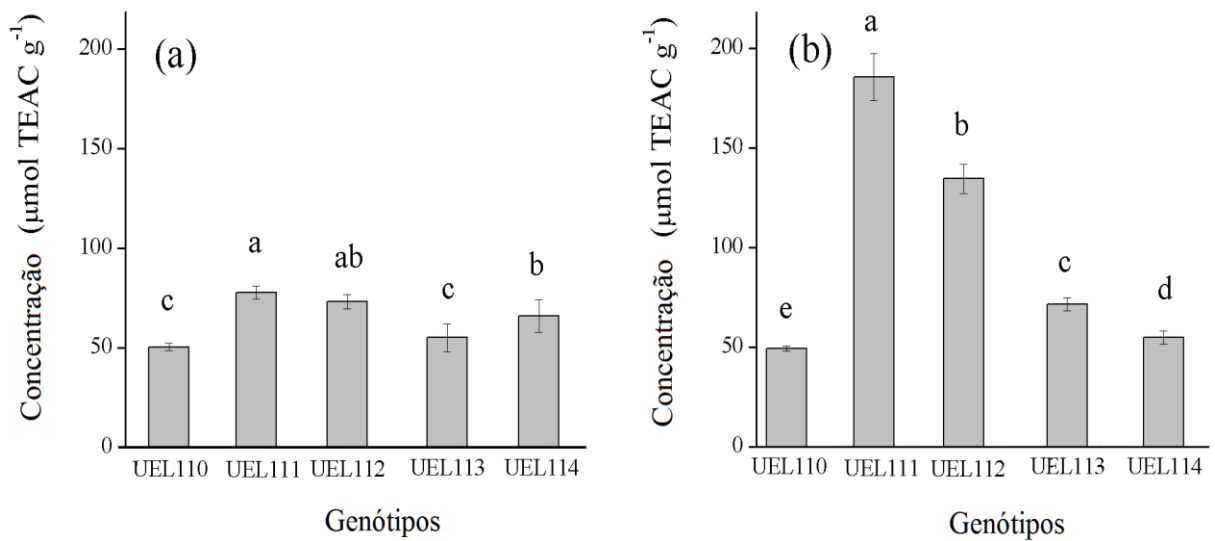 (a)
Concentração (μmol TEAC g⁻¹)
200
150
100
50
0
c
a
ab
c
b
UEL110 UEL111 UEL112 UEL113 UEL114
Genótipos
(b)
Concentração (μmol TEAC g⁻¹)
200
150
100
50
0
e
a
b
c
d
UEL110 UEL111 UEL112 UEL113 UEL114
Genótipos